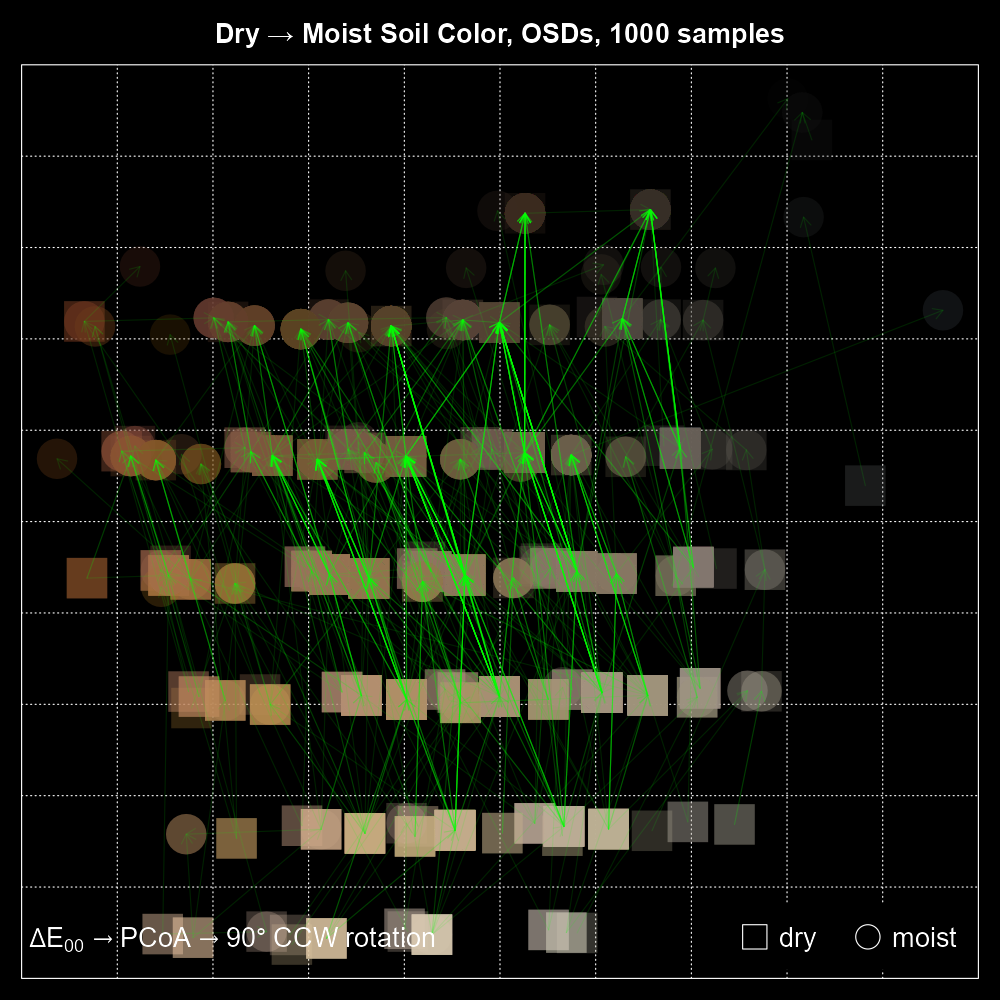 Dry → Moist Soil Color, OSDs, 1000 samples
ΔE₀₀ → PCoA → 90° CCW rotation
dry
moist